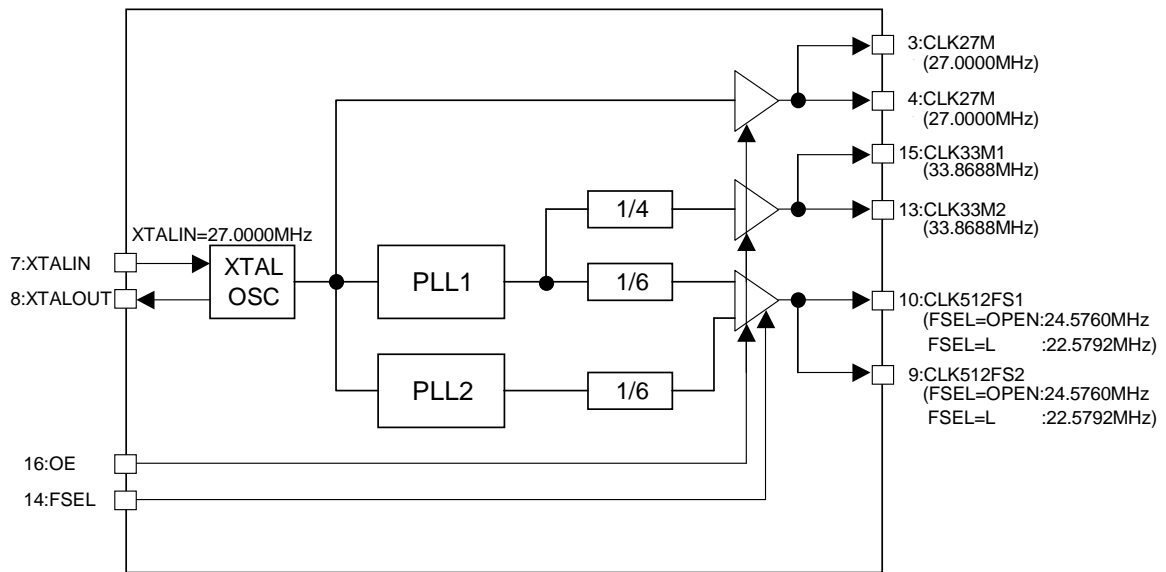 3:CLK27M
(27.0000MHz)
4:CLK27M
(27.0000MHz)
15:CLK33M1
(33.8688MHz)
1/4
13:CLK33M2
(33.8688MHz)
XTALIN=27.0000MHz
7:XTALIN
8:XTALOUT
XTAL
OSC
PLL1
1/6
10:CLK512FS1
(FSEL=OPEN:24.5760MHz
FSEL=L :22.5792MHz)
PLL2
1/6
9:CLK512FS2
(FSEL=OPEN:24.5760MHz
FSEL=L :22.5792MHz)
16:OE
14:FSEL